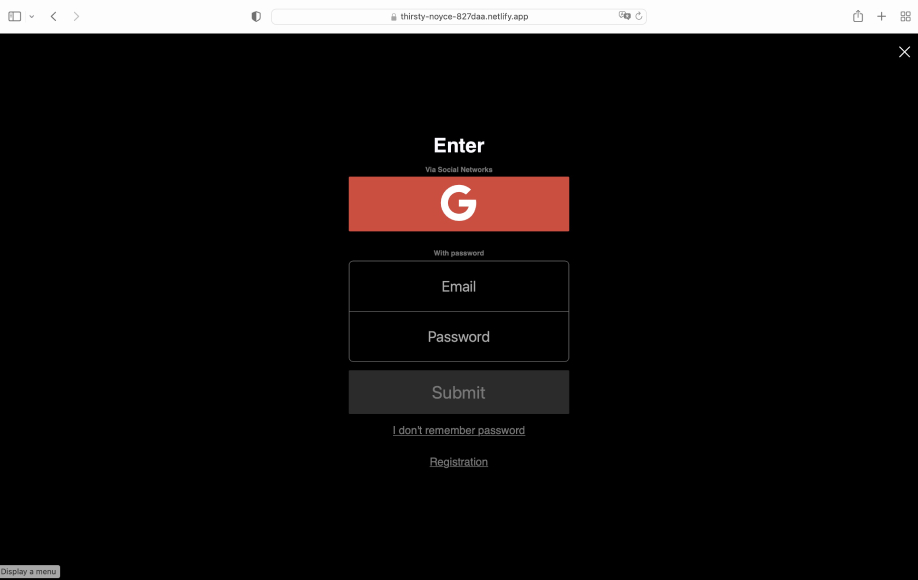 thirsty-noyce-827daa.netlify.app
Enter
Via Social Networks
G
With password
Email
Password
Submit
I don't remember password
Registration
Display a menu